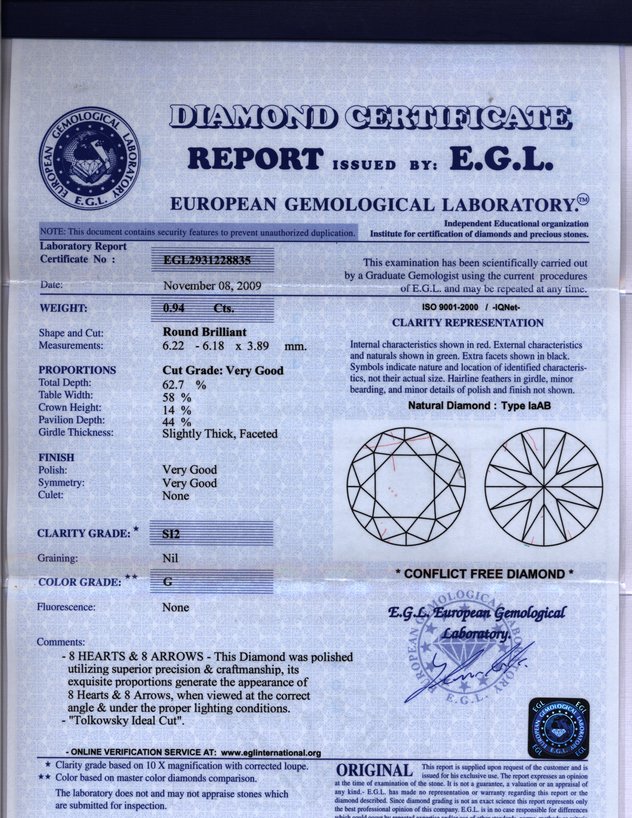 DIAMOND CERTIFICATE
REPORT ISSUED BY: E.G.L.
EUROPEAN GEMOLOGICAL LABORATORY.™
EUROPEAN GEMOLOGICAL LABORATORY
E.G.L.
Independent Educational organization
Institute for certification of diamonds and precious stones.
NOTE: This document contains security features to prevent unauthorized duplication.
Laboratory Report
Certificate No : EGL2931228835
Date: November 08, 2009
This examination has been scientifically carried out
by a Graduate Gemologist using the current procedures
of E.G.L. and may be repeated at any time.
WEIGHT: 0.94 Cts.
Shape and Cut: Round Brilliant
Measurements: 6.22 - 6.18 x 3.89 mm.
PROPORTIONS Cut Grade: Very Good
Total Depth: 62.7 %
Table Width: 58 %
Crown Height: 14 %
Pavilion Depth: 44 %
Girdle Thickness: Slightly Thick, Faceted
FINISH
Polish: Very Good
Symmetry: Very Good
Culet: None
CLARITY GRADE: * SI2
Graining: Nil
COLOR GRADE: ** G
Fluorescence: None
Comments:
- 8 HEARTS & 8 ARROWS - This Diamond was polished
utilizing superior precision & craftmanship, its
exquisite proportions generate the appearance of
8 Hearts & 8 Arrows, when viewed at the correct
angle & under the proper lighting conditions.
- "Tolkowsky Ideal Cut".
- ONLINE VERIFICATION SERVICE AT: www.eglinternational.org
* Clarity grade based on 10 X magnification with corrected loupe.
** Color based on master color diamonds comparison.
The laboratory does not and may not appraise stones which
are submitted for inspection.
ISO 9001-2000 / -IQNet-
CLARITY REPRESENTATION
Internal characteristics shown in red. External characteristics
and naturals shown in green. Extra facets shown in black.
Symbols indicate nature and location of identified characteris-
tics, not their actual size. Hairline feathers in girdle, minor
bearding, and minor details of polish and finish not shown.
Natural Diamond : Type IaAB
* CONFLICT FREE DIAMOND *
E.G.L. European Gemological
Laboratory.
EUROPEAN GEMOLOGICAL LABORATORY
E.G.L.
EGL EGL
EUROPEAN GEMOLOGICAL LABORATORY
E.G.L.
EGL EGL
ORIGINAL This report is supplied upon request of the customer and is
issued for his exclusive use. The report expresses an opinion
at the time of examination of the stone. It is not a guarantee, a valuation or an appraisal of
any kind.- E.G.L. has made no representation or warranty regarding this report or the
diamond described. Since diamond grading is not an exact science this report represents only
the best professional opinion of this company. E.G.L. is in no case responsible for differences